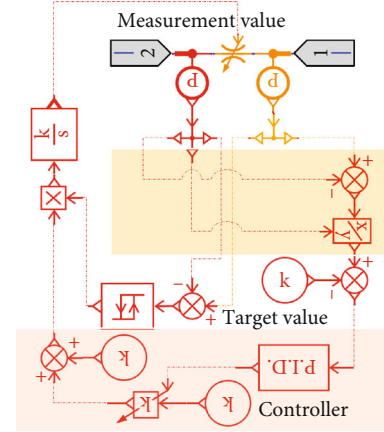 Measurement value
2
1
P
P
k
s
+
−
×
x
y
+
k
−
−
+
Target value
+
+
k
P.I.D.
k
k
Controller